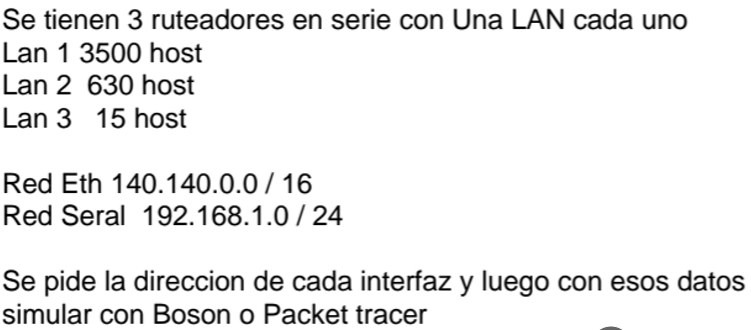 Se tienen 3 ruteadores en serie con Una LAN cada uno
Lan 1 3500 host
Lan 2 630 host
Lan 3 15 host
Red Eth 140.140.0.0 / 16
Red Seral 192.168.1.0 / 24
Se pide la direccion de cada interfaz y luego con esos datos
simular con Boson o Packet tracer